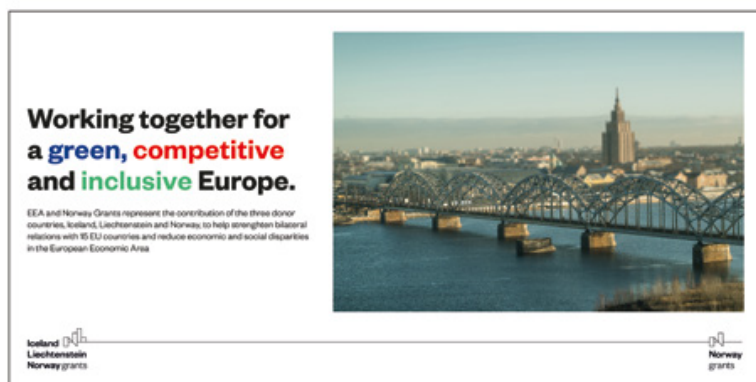 Working together for
a green, competitive
and inclusive Europe.
EEA and Norway Grants represent the contribution of the three donor
countries, Iceland, Liechtenstein and Norway, to help strenghten bilateral
relations with 15 EU countries and reduce economic and social disparities
in the European Economic Area
Iceland
Liechtenstein
Norway grants
Norway
grants